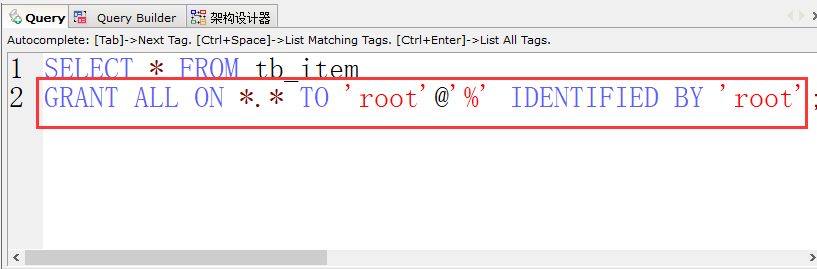 Query Query Builder 架构设计器
Autocomplete: [Tab]->Next Tag. [Ctrl+Space]->List Matching Tags. [Ctrl+Enter]->List All Tags.
1 SELECT * FROM tb_item
2 GRANT ALL ON *.* TO 'root'@'%' IDENTIFIED BY 'root';